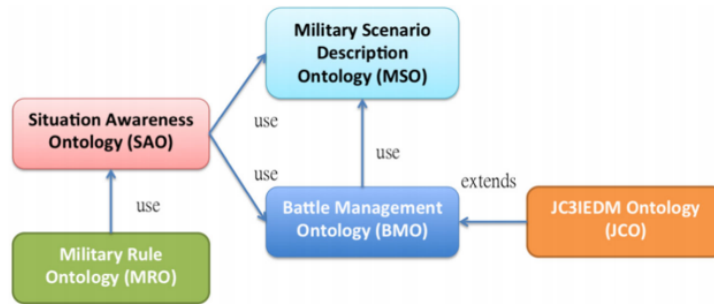 Military Scenario
Description
Ontology (MSO)
Situation Awareness
Ontology (SAO)
use
use
use
extends
use
Battle Management
Ontology (BMO)
JC3IEDM Ontology
(JCO)
Military Rule
Ontology (MRO)